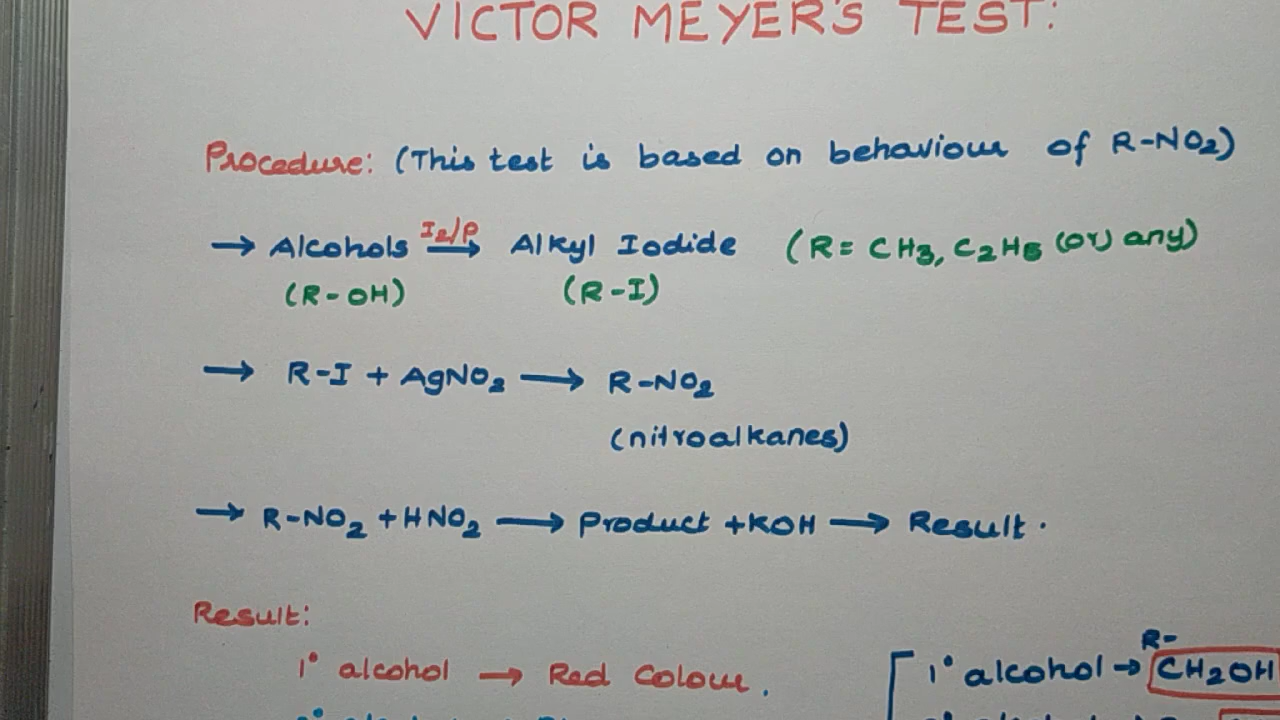 VICTOR MEYER'S TEST:
Procedure: (This test is based on behaviour of R-NO2)
→ Alcohols I2/P → Alkyl Iodide (R= CH3, C2H5 (or) any)
(R-OH) (R-I)
→ R-I + AgNO2 → R-NO2
(nitroalkanes)
→ R-NO2 + HNO2 → Product + KOH → Result.
Result:
1° alcohol → Red Colour.
R-
1° alcohol → CH2OH